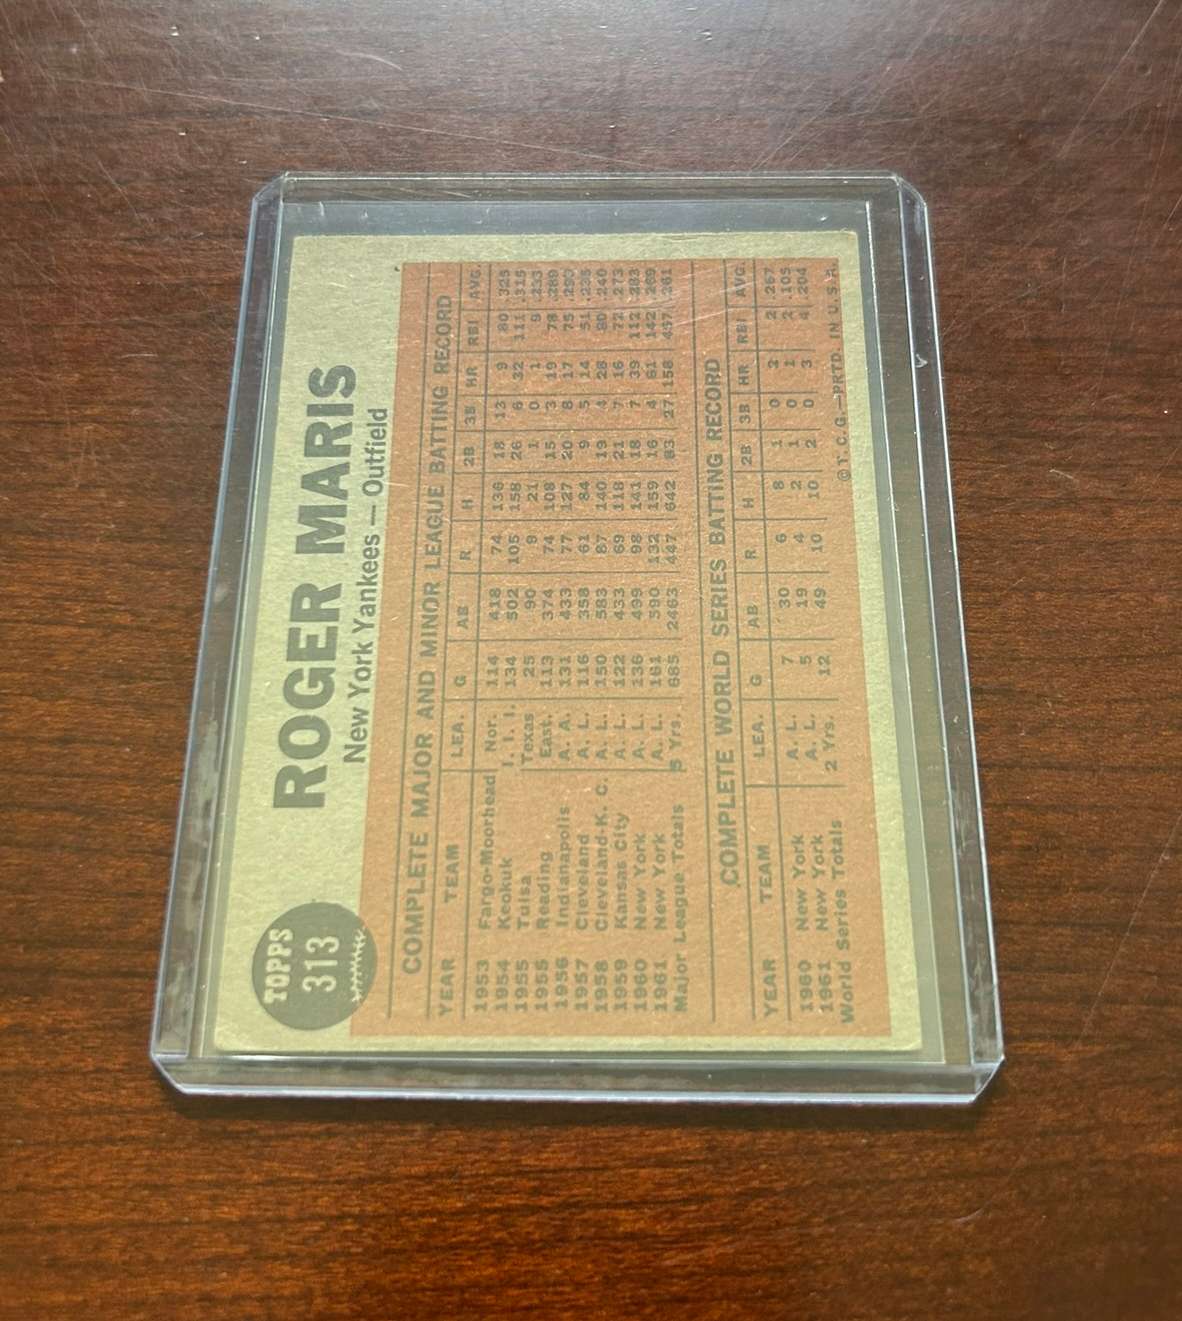 TOPPS
313
ROGER MARIS
New York Yankees — Outfield
COMPLETE MAJOR AND MINOR LEAGUE BATTING RECORD
YEAR TEAM LEA. G AB R H 2B 3B HR RBI AVG.
1953 Fargo-Moorhead Nor. 114 418 74 136 18 13 9 80 .325
1954 Keokuk I. I. I. 134 502 105 158 26 6 32 111 .315
1955 Tulsa Texas 25 90 9 21 1 0 1 9 .233
1955 Reading East. 113 374 74 108 15 3 19 78 .289
1956 Indianapolis A. A. 131 433 77 127 20 8 17 75 .293
1957 Cleveland A. L. 116 358 61 84 9 5 14 51 .235
1958 Cleveland-K. C. A. L. 150 583 87 140 19 4 28 80 .240
1959 Kansas City A. L. 122 433 69 118 21 7 16 72 .273
1960 New York A. L. 136 499 98 141 18 7 39 112 .283
1961 New York A. L. 161 590 132 159 16 4 61 142 .269
Major League Totals 5 Yrs. 685 2463 447 642 83 27 158 457 .261
COMPLETE WORLD SERIES BATTING RECORD
YEAR TEAM LEA. G AB R H 2B 3B HR RBI AVG.
1960 New York A. L. 7 30 6 8 1 0 2 2 .267
1961 New York A. L. 5 19 4 2 1 0 1 2 .105
World Series Totals 2 Yrs. 12 49 10 10 2 0 3 4 .204
© T. C. G.—PRTD. IN U. S. A.